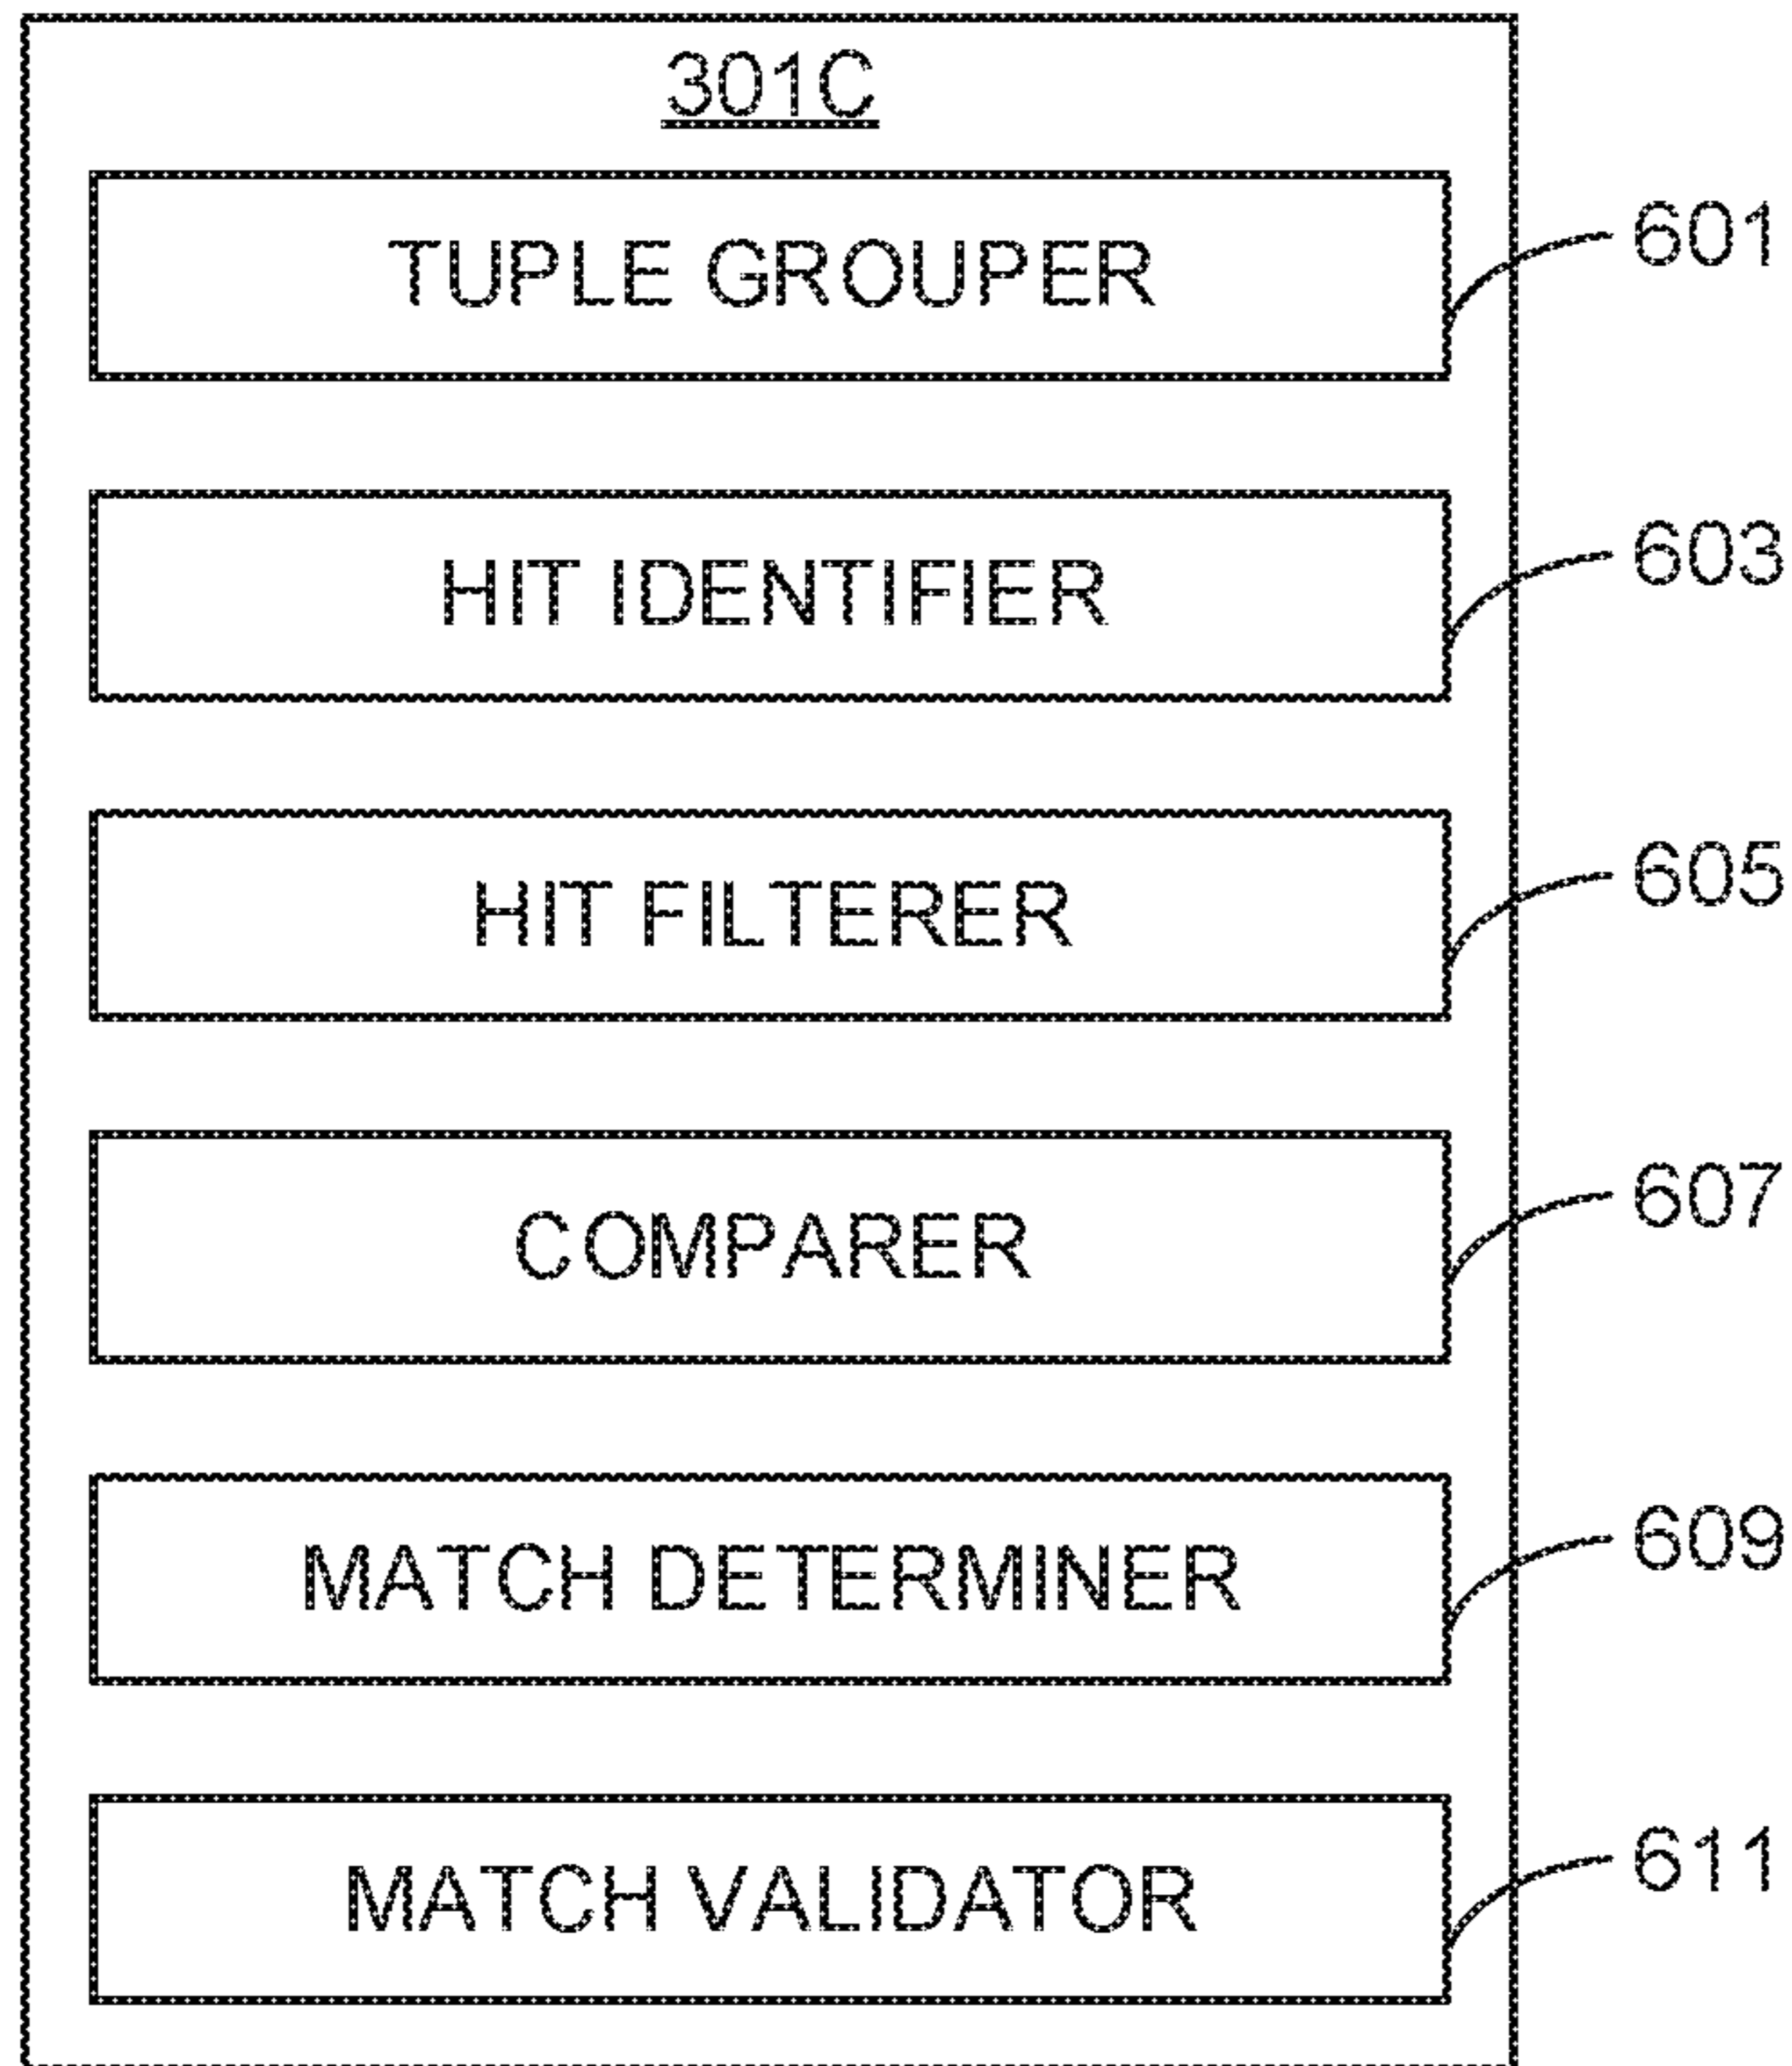 301C
TUPLE GROUPER
601
HIT IDENTIFIER
603
HIT FILTERER
605
COMPARER
607
MATCH DETERMINER
609
MATCH VALIDATOR
611